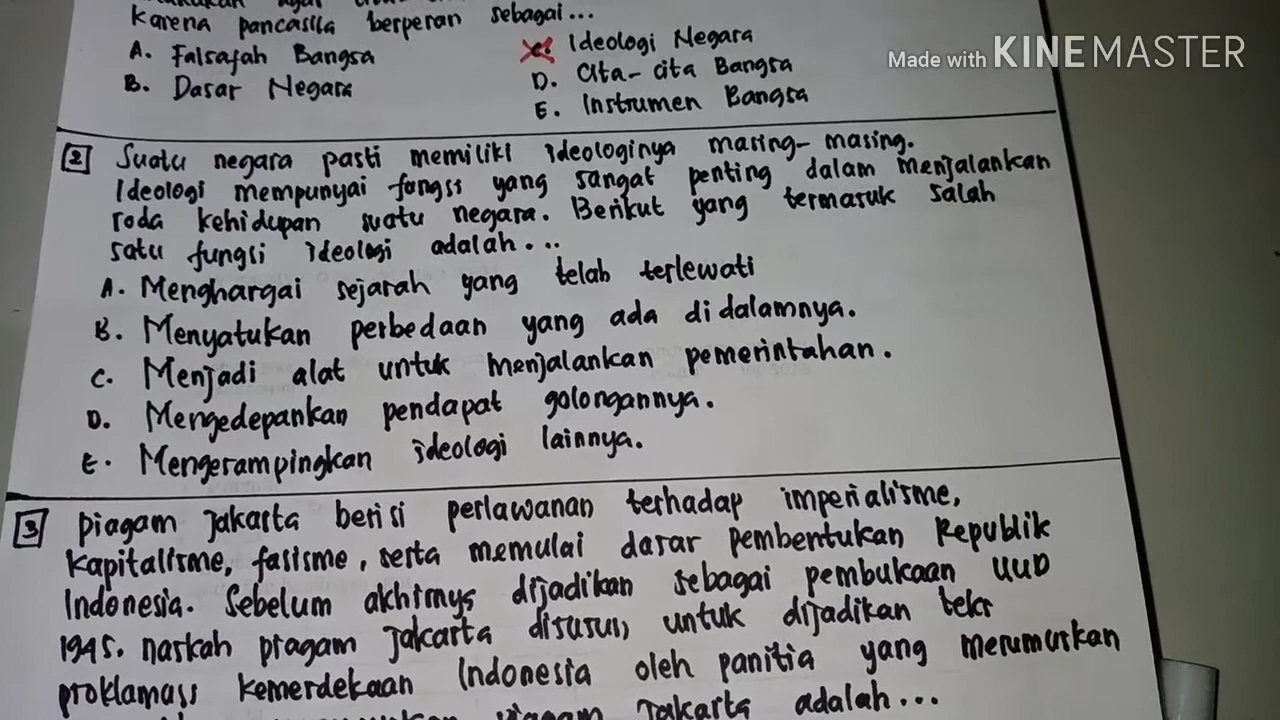 Karena pancasila berperan sebagai...
A. Falsafah Bangsa
B. Dasar Negara
C. Ideologi Negara
D. Cita-cita Bangsa
E. Instrumen Bangsa
Made with KINEMASTER
2 Suatu negara pasti memiliki ideologinya masing-masing.
Ideologi mempunyai fungsi yang sangat penting dalam menjalankan
roda kehidupan suatu negara. Berikut yang termasuk salah
satu fungsi ideologi adalah...
A. Menghargai sejarah yang telah terlewati
B. Menyatukan perbedaan yang ada didalamnya.
C. Menjadi alat untuk menjalankan pemerintahan.
D. Mengedepankan pendapat golongannya.
E. Mengerampingkan ideologi lainnya.
3 Piagam Jakarta berisi perlawanan terhadap imperialisme,
kapitalisme, fasisme, serta memulai dasar pembentukan Republik
Indonesia. Sebelum akhirnya dijadikan sebagai pembukaan UUD
1945. naskah piagam Jakarta disusun untuk dijadikan teks
proklamasi kemerdekaan Indonesia oleh panitia yang merumuskan
piagam Jakarta adalah...